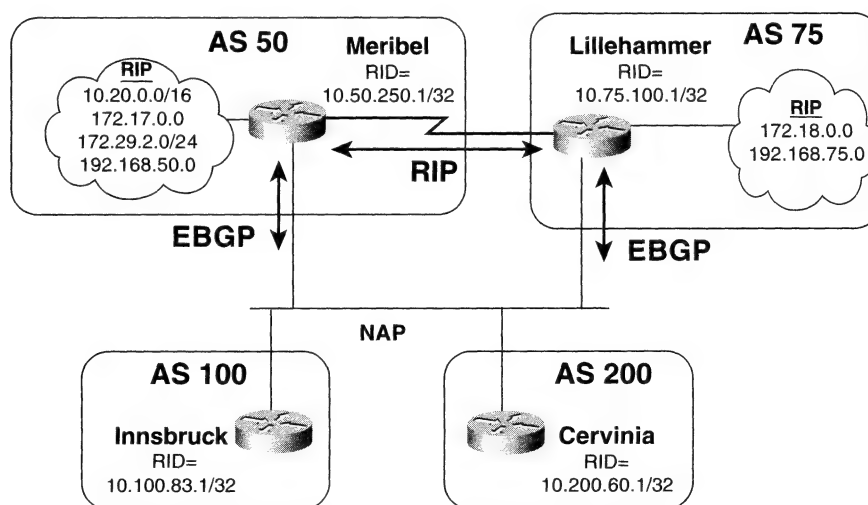 AS 50
Meribel
RID=
10.50.250.1/32
RIP
10.20.0.0/16
172.17.0.0
172.29.2.0/24
192.168.50.0
Lillehammer
RID=
10.75.100.1/32
AS 75
RIP
172.18.0.0
192.168.75.0
RIP
EBGP
EBGP
NAP
AS 100
Innsbruck
RID=
10.100.83.1/32
AS 200
Cervinia
RID=
10.200.60.1/32